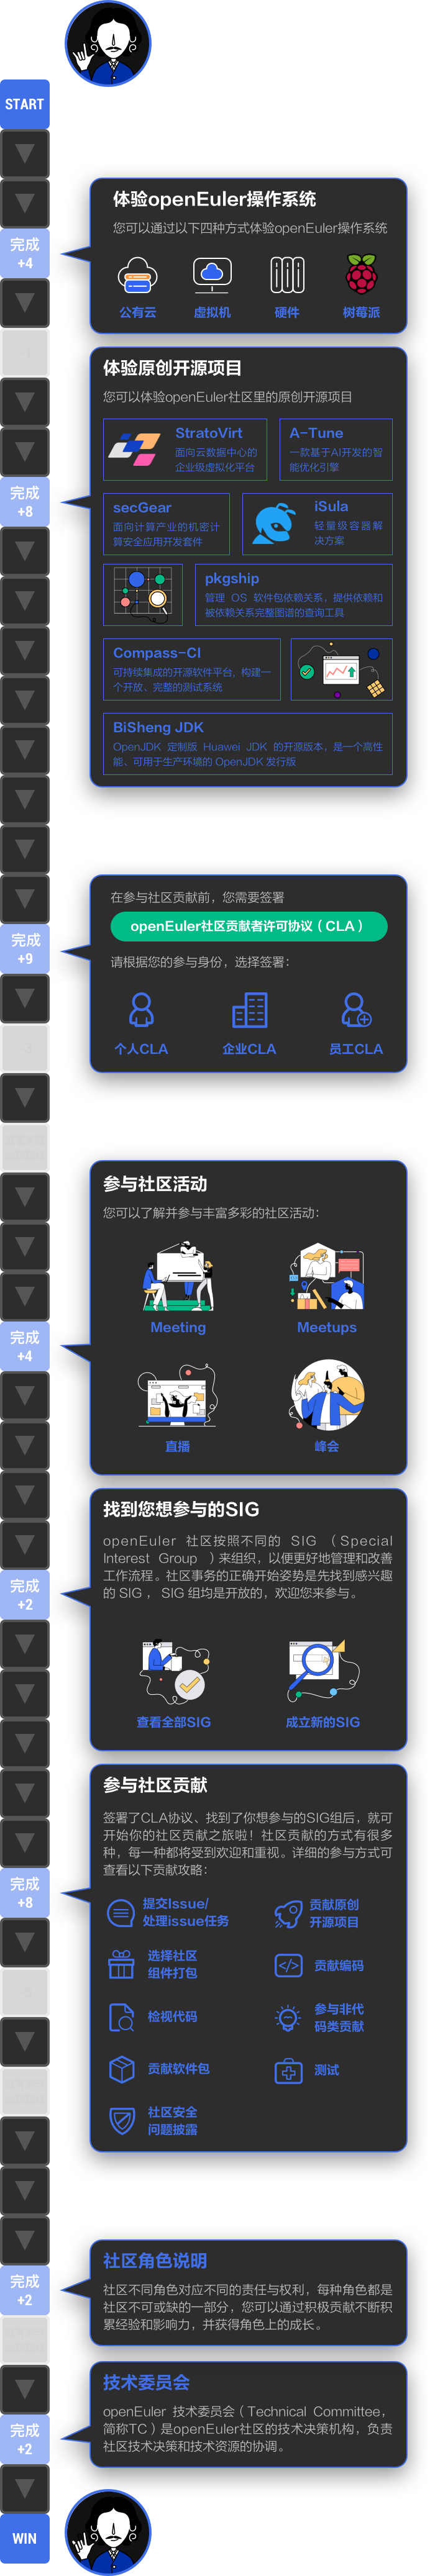 START
完成
+4
体验openEuler操作系统
您可以通过以下四种方式体验openEuler操作系统
公有云
虚拟机
硬件
树莓派
体验原创开源项目
您可以体验openEuler社区里的原创开源项目
完成
+8
StratoVirt
面向云数据中心的
企业级虚拟化平台
A-Tune
一款基于AI开发的智
能优化引擎
secGear
面向计算产业的机密计
算安全应用开发套件
iSula
轻量级容器解
决方案
pkgship
管理 OS 软件包依赖关系，提供依赖和
被依赖关系完整图谱的查询工具
Compass-CI
可持续集成的开源软件平台，构建一
个开放、完整的测试系统
BiSheng JDK
OpenJDK 定制版 Huawei JDK 的开源版本，是一个高性
能、可用于生产环境的 OpenJDK 发行版
完成
+9
在参与社区贡献前，您需要签署
openEuler社区贡献者许可协议（CLA）
请根据您的参与身份，选择签署：
个人CLA
企业CLA
员工CLA
参与社区活动
您可以了解并参与丰富多彩的社区活动：
完成
+4
Meeting
Meetups
直播
峰会
找到您想参与的SIG
openEuler 社区按照不同的 SIG （Special
Interest Group ）来组织，以便更好地管理和改善
工作流程。社区事务的正确开始姿势是先找到感兴趣
的 SIG ， SIG 组均是开放的，欢迎您来参与。
完成
+2
查看全部SIG
成立新的SIG
参与社区贡献
签署了CLA协议、找到了你想参与的SIG组后，就可
开始你的社区贡献之旅啦！社区贡献的方式有很多
种，每一种都将受到欢迎和重视。详细的参与方式可
查看以下贡献攻略：
完成
+8
提交Issue/
处理issue任务
贡献原创
开源项目
选择社区
组件打包
贡献编码
检视代码
参与非代
码类贡献
贡献软件包
测试
社区安全
问题披露
社区角色说明
社区不同角色对应不同的责任与权利，每种角色都是
社区不可或缺的一部分，您可以通过积极贡献不断积
累经验和影响力，并获得角色上的成长。
完成
+2
技术委员会
openEuler 技术委员会（Technical Committee，
简称TC）是openEuler社区的技术决策机构，负责
社区技术决策和技术资源的协调。
完成
+2
WIN